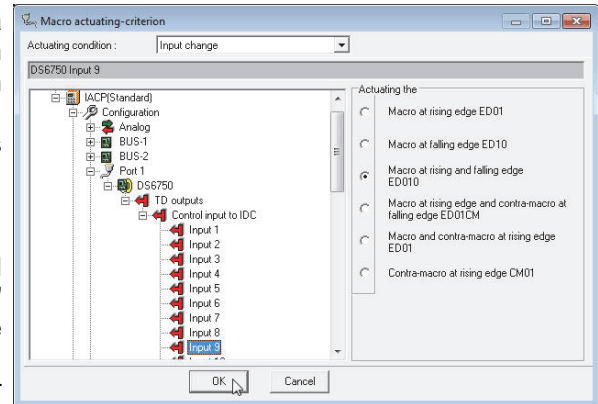 Macro actuating-criterion
Actuating condition :
Input change
DS6750 Input 9
IACP(Standard)
Configuration
Analog
BUS-1
BUS-2
Port 1
DS6750
TD outputs
Control input to IDC
Input 1
Input 2
Input 3
Input 4
Input 5
Input 6
Input 7
Input 8
Input 9
Actuating the
Macro at rising edge ED01
Macro at falling edge ED10
Macro at rising and falling edge
ED010
Macro at rising edge and contra-macro at
falling edge ED01CM
Macro and contra-macro at rising edge
ED01
Contra-macro at rising edge CM01
OK
Cancel